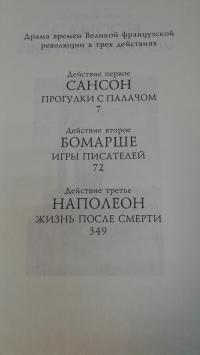 Драма времен Великой французской
революции в трех действиях
Действие первое
САНСОН
ПРОГУЛКИ С ПАЛАЧОМ
7
Действие второе
БОМАРШЕ
ИГРЫ ПИСАТЕЛЕЙ
72
Действие третье
НАПОЛЕОН
ЖИЗНЬ ПОСЛЕ СМЕРТИ
349